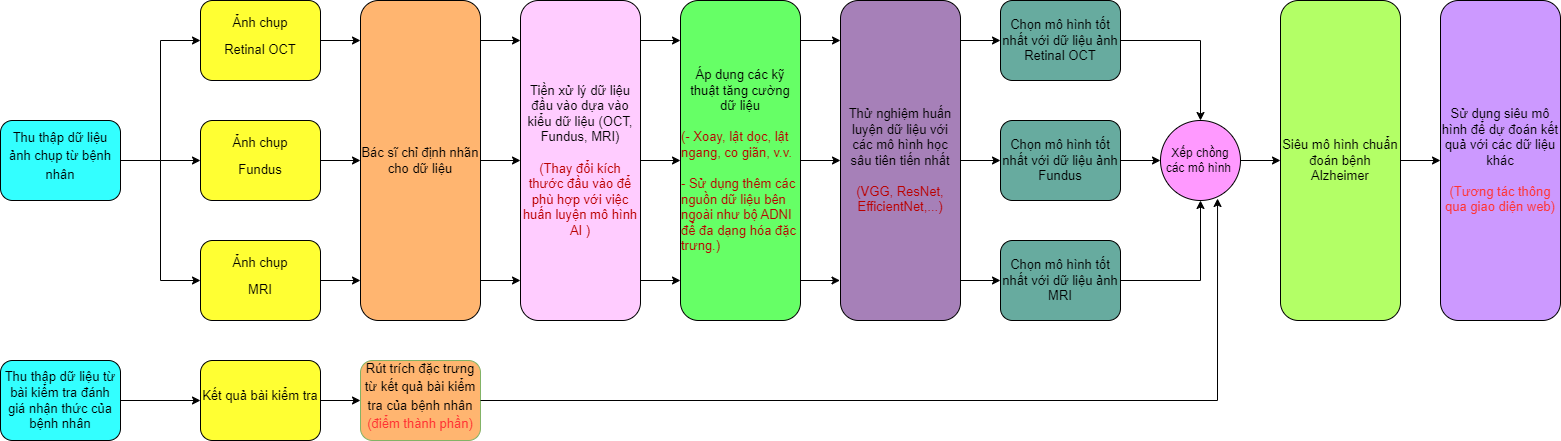 Thu thập dữ liệu
ảnh chụp từ bệnh
nhân
Ảnh chụp
Retinal OCT
Ảnh chụp
Fundus
Ảnh chụp
MRI
Bác sĩ chỉ định nhãn
cho dữ liệu
Tiền xử lý dữ liệu
đầu vào dựa vào
kiểu dữ liệu (OCT,
Fundus, MRI)
(Thay đổi kích
thước đầu vào để
phù hợp với việc
huấn luyện mô hình
AI )
Áp dụng các kỹ
thuật tăng cường
dữ liệu
(- Xoay, lật dọc, lật
ngang, co giãn, v.v.
- Sử dụng thêm các
nguồn dữ liệu bên
ngoài như bộ ADNI
để đa dạng hóa đặc
trưng.)
Thử nghiệm huấn
luyện dữ liệu với
các mô hình học
sâu tiên tiến nhất
(VGG, ResNet,
EfficientNet,...)
Chọn mô hình tốt
nhất với dữ liệu ảnh
Retinal OCT
Chọn mô hình tốt
nhất với dữ liệu ảnh
Fundus
Chọn mô hình tốt
nhất với dữ liệu ảnh
MRI
Xếp chồng
các mô hình
Siêu mô hình chuẩn
đoán bệnh
Alzheimer
Sử dụng siêu mô
hình để dự đoán kết
quả với các dữ liệu
khác
(Tương tác thông
qua giao diện web)
Thu thập dữ liệu từ
bài kiểm tra đánh
giá nhận thức của
bệnh nhân
Kết quả bài kiểm tra
Rút trích đặc trưng
từ kết quả bài kiểm
tra của bệnh nhân
(điểm thành phần)